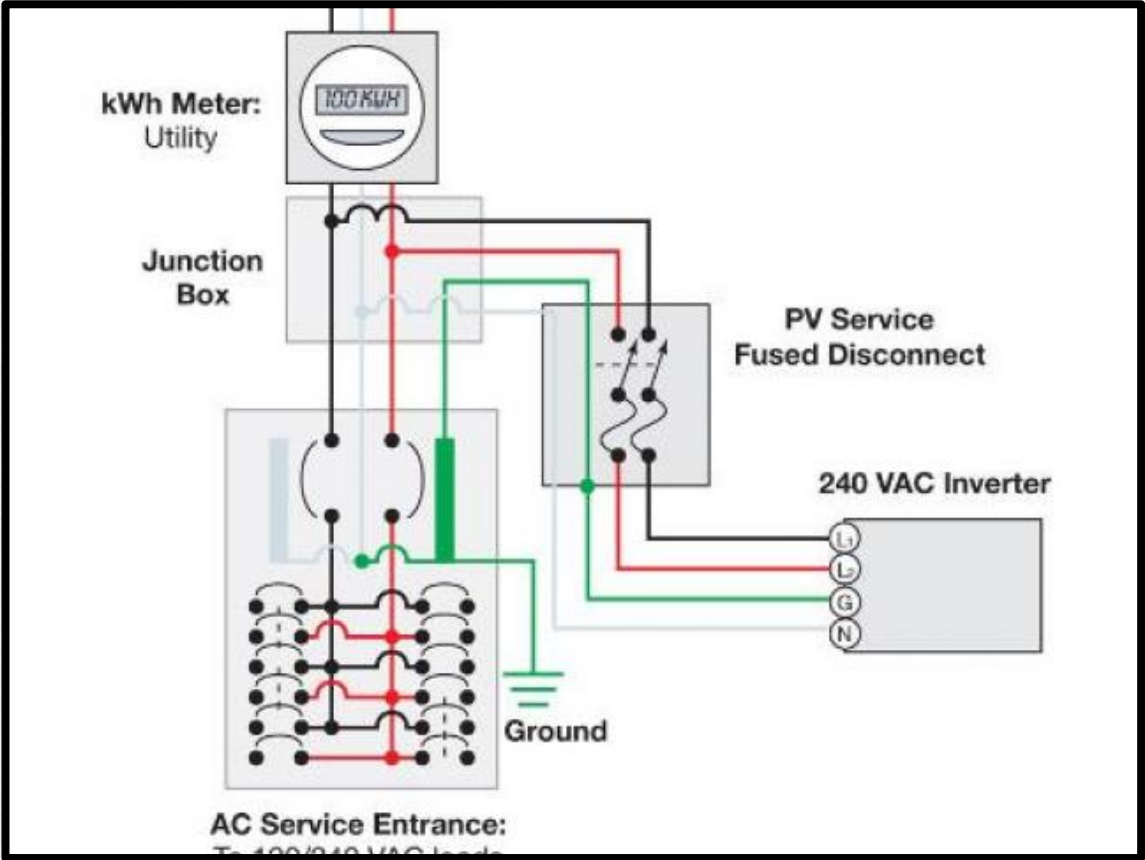 100 KWH
kWh Meter:
Utility
Junction
Box
PV Service
Fused Disconnect
240 VAC Inverter
L1
L2
G
N
Ground
AC Service Entrance: